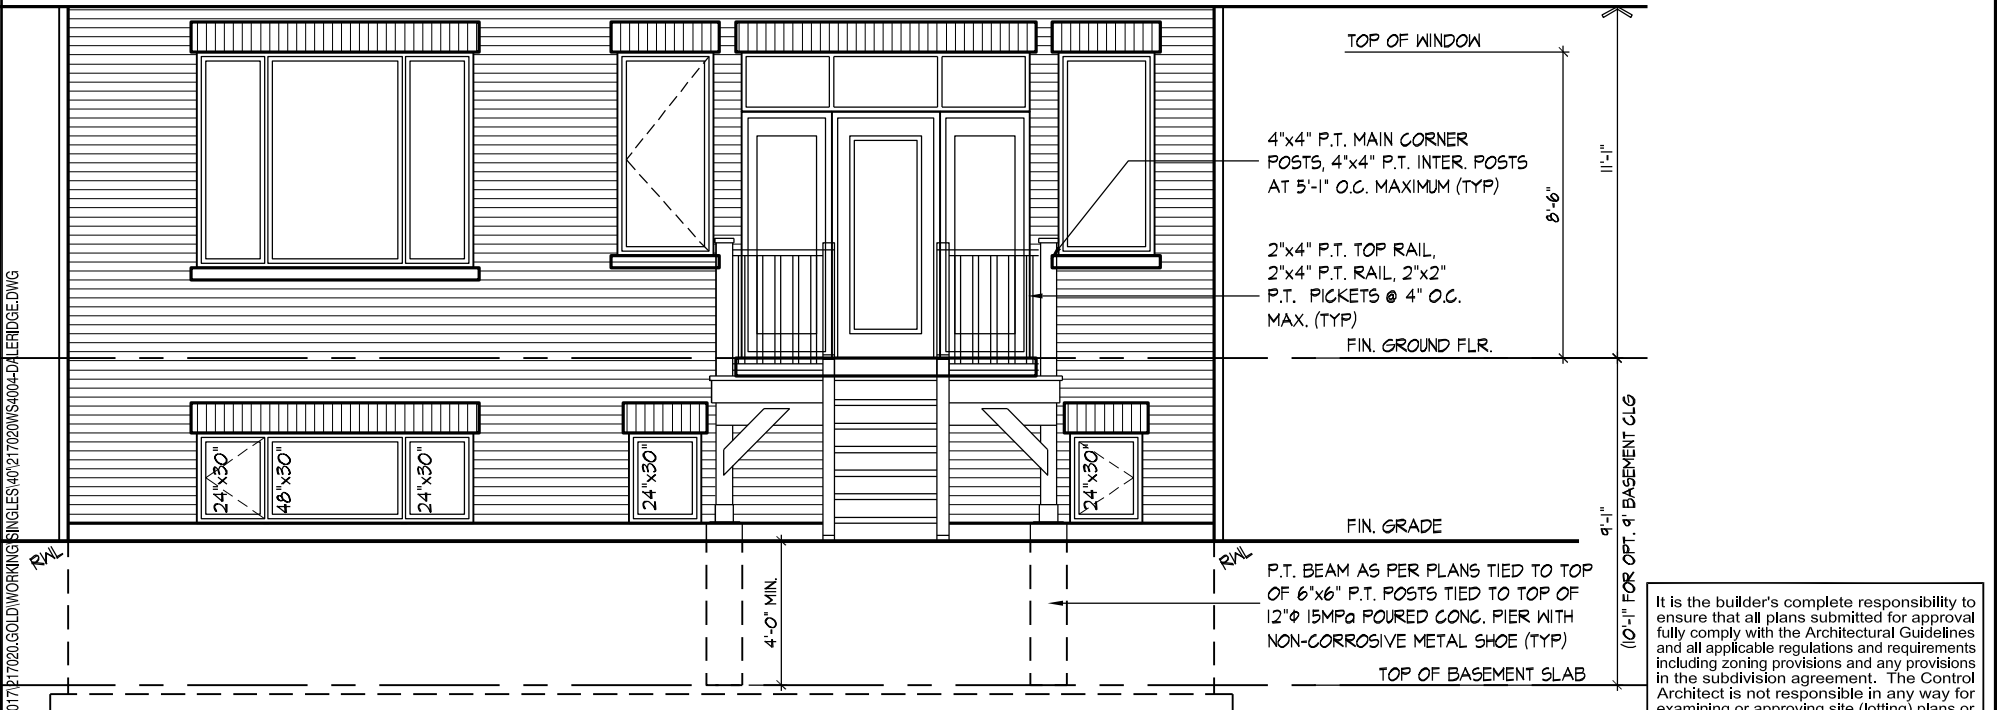 TOP OF WINDOW
4"x4" P.T. MAIN CORNER
POSTS, 4"x4" P.T. INTER. POSTS
AT 5'-1" O.C. MAXIMUM (TYP)
11'-1"
8'-6"
2"x4" P.T. TOP RAIL,
2"x4" P.T. RAIL, 2"x2"
P.T. PICKETS @ 4" O.C.
MAX. (TYP)
FIN. GROUND FLR.
24"x30"
48"x30"
24"x30"
24"x30"
24"x30"
FIN. GRADE
9'-1"
(10'-1" FOR OPT. 9' BASEMENT CLG
RWL
RWL
4'-0" MIN.
P.T. BEAM AS PER PLANS TIED TO TOP
OF 6"x6" P.T. POSTS TIED TO TOP OF
12"Φ 15MPa POURED CONC. PIER WITH
NON-CORROSIVE METAL SHOE (TYP)
TOP OF BASEMENT SLAB
017\217020.GOLD\WORKING\SINGLES\40\217020WS4004-DALERIDGE.DWG
It is the builder's complete responsibility to
ensure that all plans submitted for approval
fully comply with the Architectural Guidelines
and all applicable regulations and requirements
including zoning provisions and any provisions
in the subdivision agreement. The Control
Architect is not responsible in any way for
examining or approving site (lotting) plans or